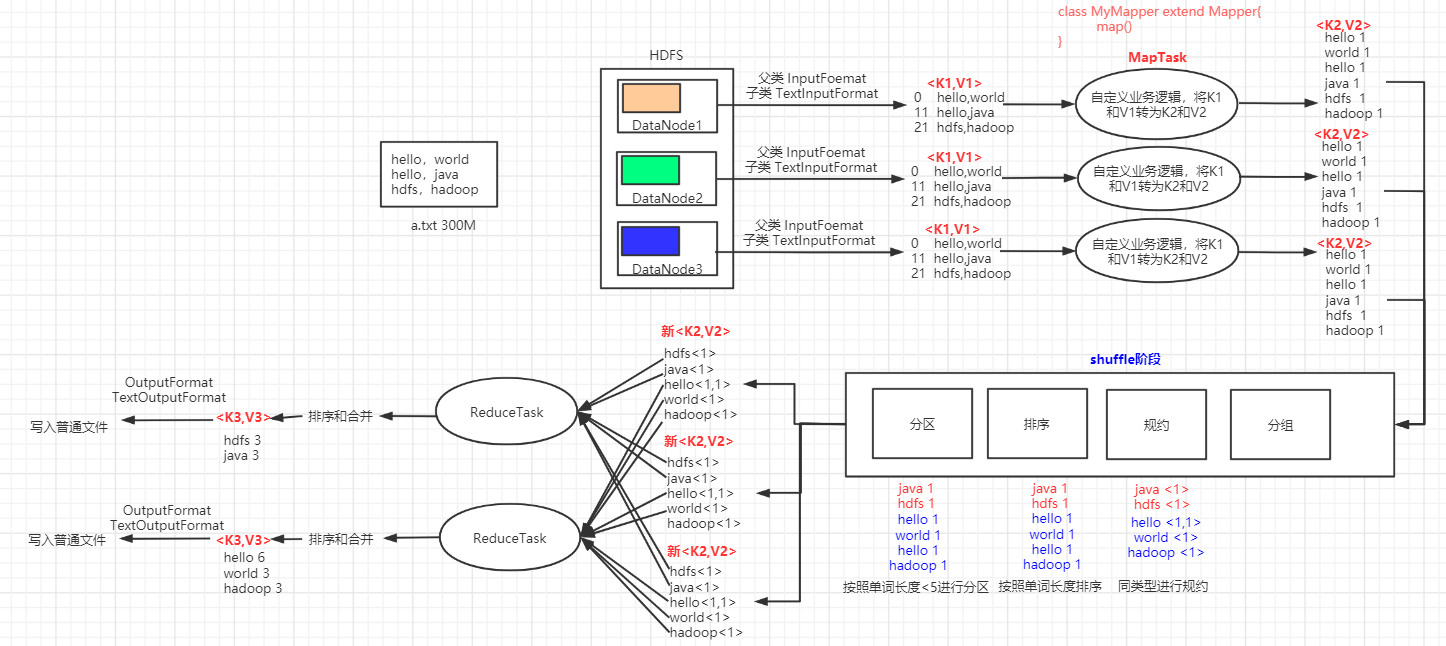 class MyMapper extend Mapper{
map()
}
HDFS
DataNode1
DataNode2
DataNode3
hello，world
hello，java
hdfs，hadoop
a.txt 300M
父类 InputFoemat
子类 TextInputFormat
父类 InputFoemat
子类 TextInputFormat
父类 InputFoemat
子类 TextInputFormat
<K1,V1>
0 hello,world
11 hello,java
21 hdfs,hadoop
<K1,V1>
0 hello,world
11 hello,java
21 hdfs,hadoop
<K1,V1>
0 hello,world
11 hello,java
21 hdfs,hadoop
MapTask
自定义业务逻辑，将K1
和V1转为K2和V2
自定义业务逻辑，将K1
和V1转为K2和V2
自定义业务逻辑，将K1
和V1转为K2和V2
<K2,V2>
hello 1
world 1
hello 1
java 1
hdfs 1
hadoop 1
<K2,V2>
hello 1
world 1
hello 1
java 1
hdfs 1
hadoop 1
<K2,V2>
hello 1
world 1
hello 1
java 1
hdfs 1
hadoop 1
shuffle阶段
分区
排序
规约
分组
java 1
hdfs 1
hello 1
world 1
hello 1
hadoop 1
按照单词长度<5进行分区
java 1
hdfs 1
hello 1
world 1
hello 1
hadoop 1
按照单词长度排序
java <1>
hdfs <1>
hello <1,1>
world <1>
hadoop <1>
同类型进行规约
新<K2,V2>
hdfs<1>
java<1>
hello<1,1>
world<1>
hadoop<1>
新<K2,V2>
hdfs<1>
java<1>
hello<1,1>
world<1>
hadoop<1>
新<K2,V2>
hdfs<1>
java<1>
hello<1,1>
world<1>
hadoop<1>
ReduceTask
排序和合并
<K3,V3>
hdfs 3
java 3
OutputFormat
TextOutputFormat
写入普通文件
ReduceTask
排序和合并
<K3,V3>
hello 6
world 3
hadoop 3
OutputFormat
TextOutputFormat
写入普通文件